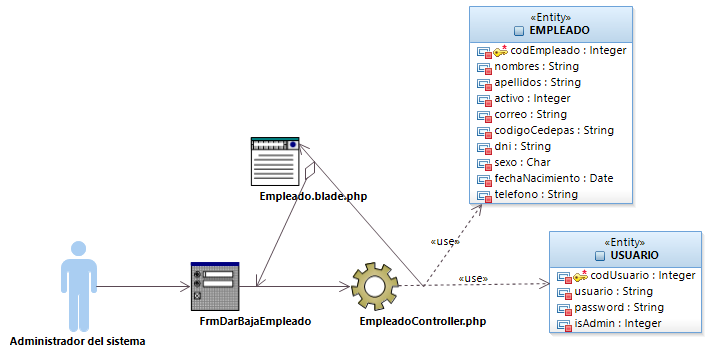 «Entity»
EMPLEADO
codEmpleado : Integer
nombres : String
apellidos : String
activo : Integer
correo : String
codigoCedepas : String
dni : String
sexo : Char
fechaNacimiento : Date
telefono : String
Empleado.blade.php
«use»
«Entity»
USUARIO
codUsuario : Integer
usuario : String
password : String
isAdmin : Integer
«use»
FrmDarBajaEmpleado
EmpleadoController.php
Administrador del sistema